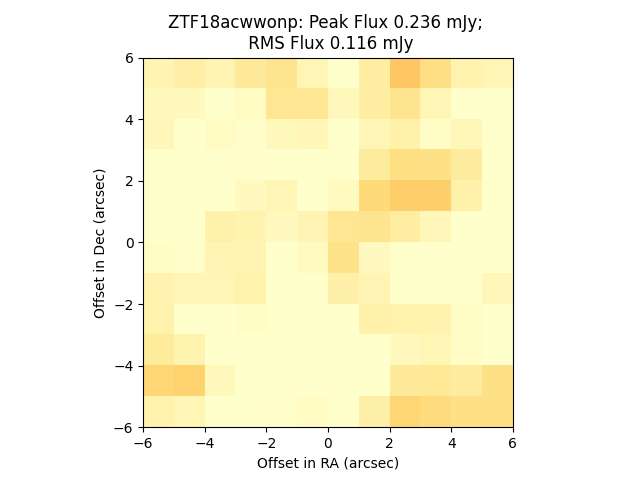 ZTF18acwwonp: Peak Flux 0.236 mJy;
RMS Flux 0.116 mJy
6
4
2
0
−2
−4
−6
Offset in Dec (arcsec)
−6 −4 −2 0 2 4 6
Offset in RA (arcsec)